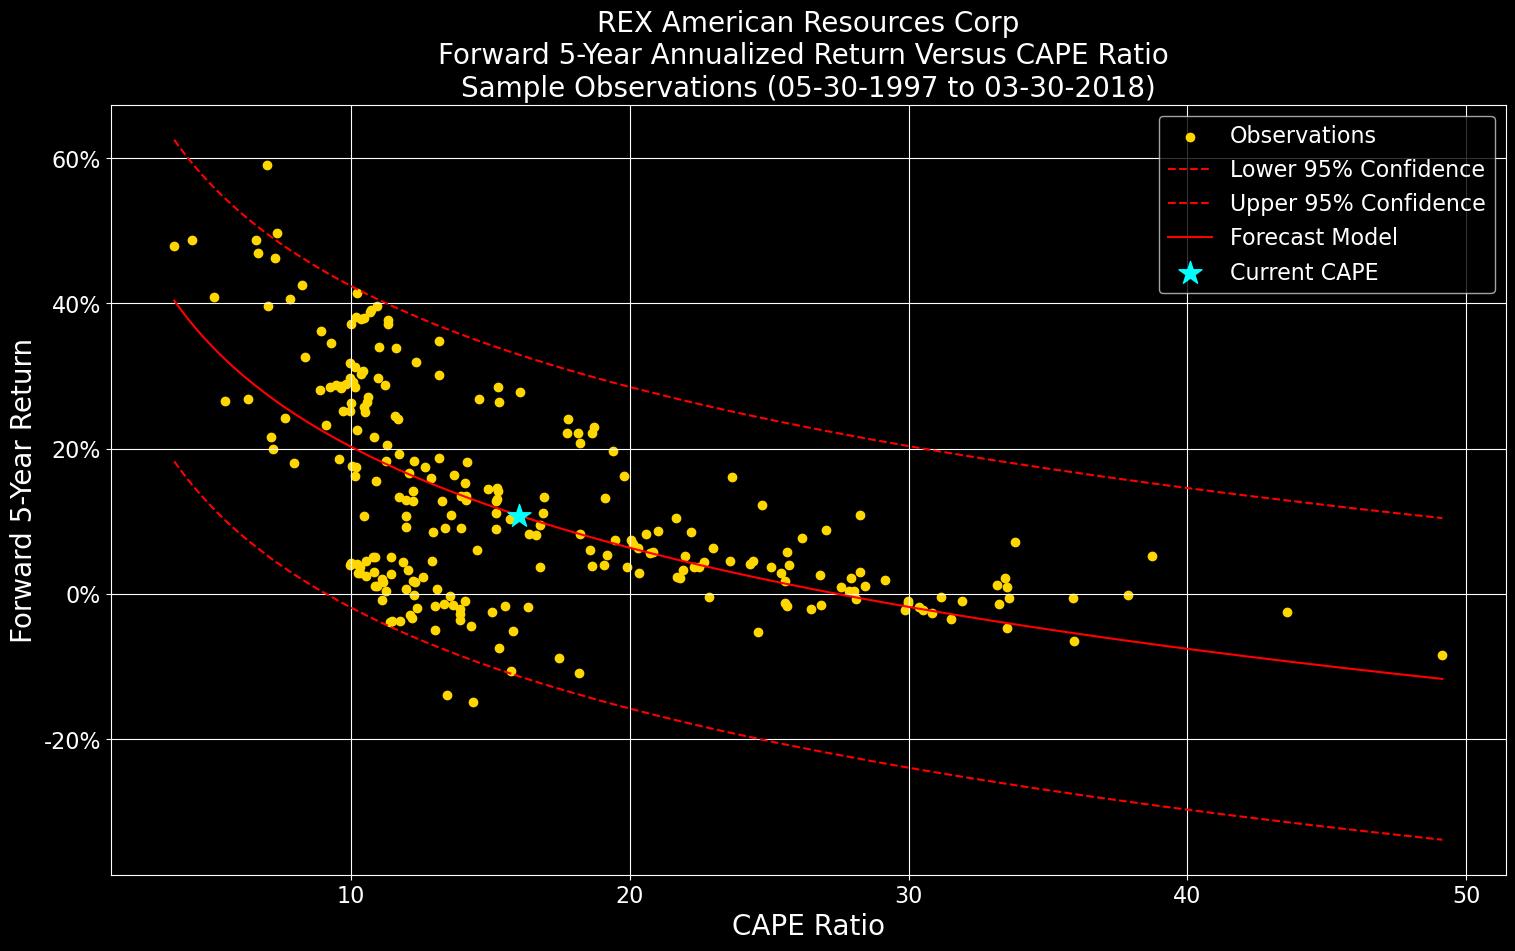 REX American Resources Corp
Forward 5-Year Annualized Return Versus CAPE Ratio
Sample Observations (05-30-1997 to 03-30-2018)
Observations
Lower 95% Confidence
Upper 95% Confidence
Forecast Model
Current CAPE
60%
40%
20%
0%
-20%
Forward 5-Year Return
10 20 30 40 50
CAPE Ratio